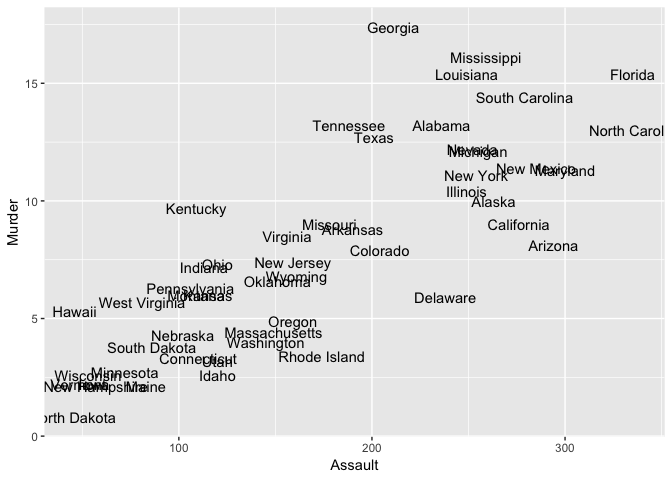 Georgia
Mississippi
Louisiana
Florida
15
South Carolina
Tennessee
Alabama
North Carol
Texas
Nevada
Michigan
New Mexico
Maryland
New York
Illinois
Alaska
10
Kentucky
Missouri
Arkansas
California
Virginia
Arizona
Colorado
Ohio
Indiana
New Jersey
Wyoming
Oklahoma
Pennsylvania
Montana
Kansas
Delaware
West Virginia
Hawaii
5
Oregon
Massachusetts
Nebraska
Washington
South Dakota
Rhode Island
Connecticut
Utah
Minnesota
Wisconsin
Idaho
Vermont
Iowa
New Hampshire
Maine
orth Dakota
0
100
200
300
Assault
Murder